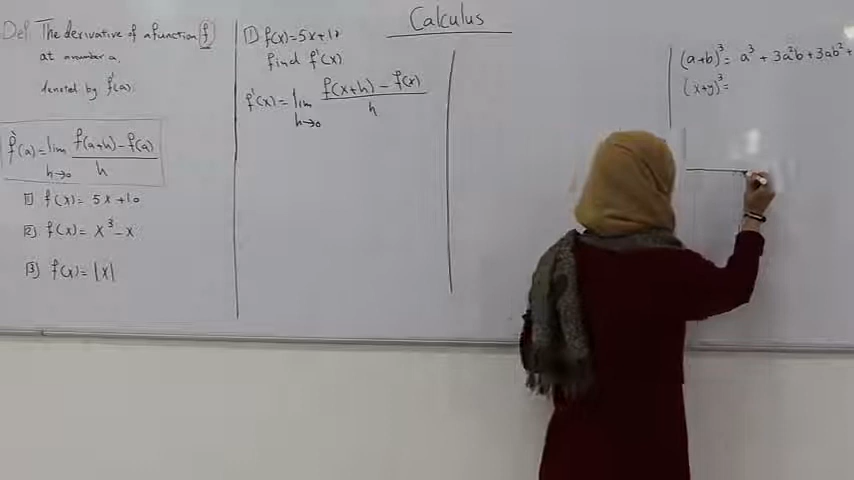 Calculus
Def The derivative of a function f
at a number a,
denoted by f'(a).
f'(a) = lim h→0 f(a+h) - f(a) / h
1 f(x) = 5x+10
2 f(x) = x³-x
3 f(x) = |x|
1 f(x) = 5x+10
find f'(x)
f'(x) = lim h→0 f(x+h) - f(x) / h
(a+b)³ = a³ + 3a²b + 3ab² +
(x+y)³ =